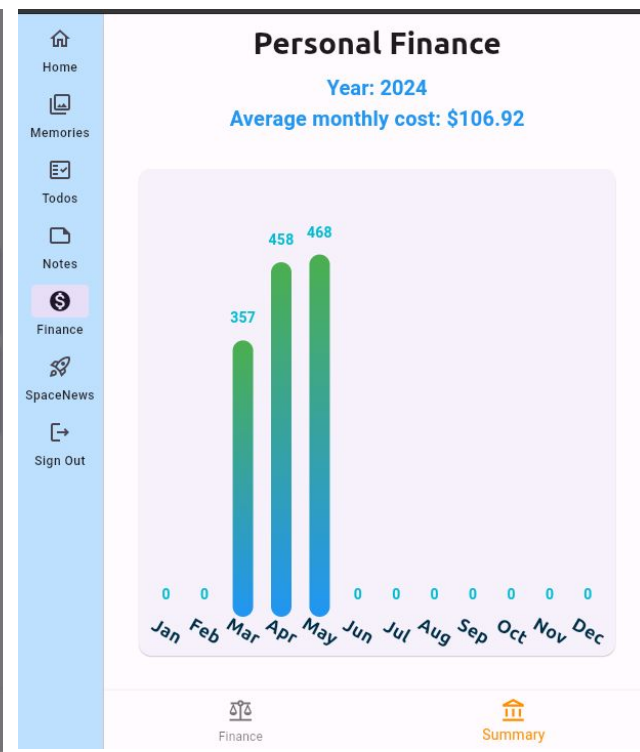 Home
Memories
Todos
Notes
Finance
SpaceNews
Sign Out
Personal Finance
Year: 2024
Average monthly cost: $106.92
468
458
357
0 0 0 0 0 0 0 0 0
Jan Feb Mar Apr May Jun Jul Aug Sep Oct Nov Dec
Finance Summary